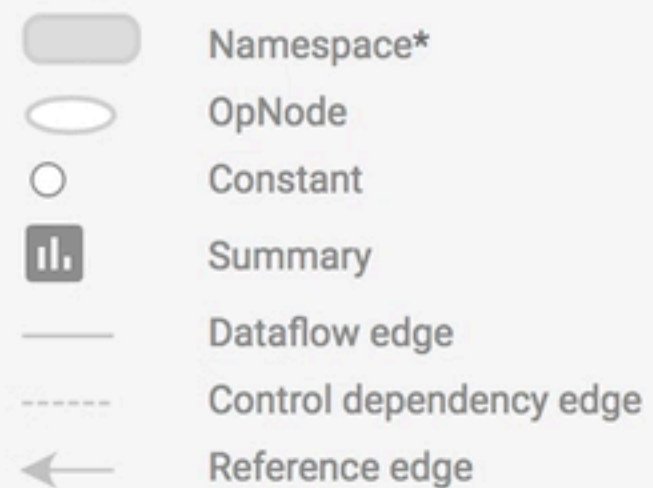 Namespace*
OpNode
Constant
Summary
Dataflow edge
Control dependency edge
Reference edge